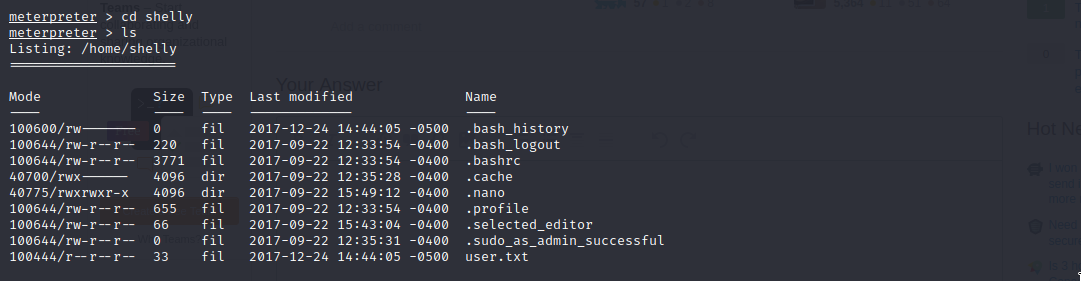 meterpreter > cd shelly
meterpreter > ls
Listing: /home/shelly
=====================
Mode Size Type Last modified Name
---- ---- ---- ------------- ----
100600/rw------- 0 fil 2017-12-24 14:44:05 -0500 .bash_history
100644/rw-r--r-- 220 fil 2017-09-22 12:33:54 -0400 .bash_logout
100644/rw-r--r-- 3771 fil 2017-09-22 12:33:54 -0400 .bashrc
40700/rwx------ 4096 dir 2017-09-22 12:35:28 -0400 .cache
40775/rwxrwxr-x 4096 dir 2017-09-22 15:49:12 -0400 .nano
100644/rw-r--r-- 655 fil 2017-09-22 12:33:54 -0400 .profile
100644/rw-r--r-- 66 fil 2017-09-22 15:43:04 -0400 .selected_editor
100644/rw-r--r-- 0 fil 2017-09-22 12:35:31 -0400 .sudo_as_admin_successful
100444/r--r--r-- 33 fil 2017-12-24 14:44:05 -0500 user.txt
Your Answer
Hot Ne